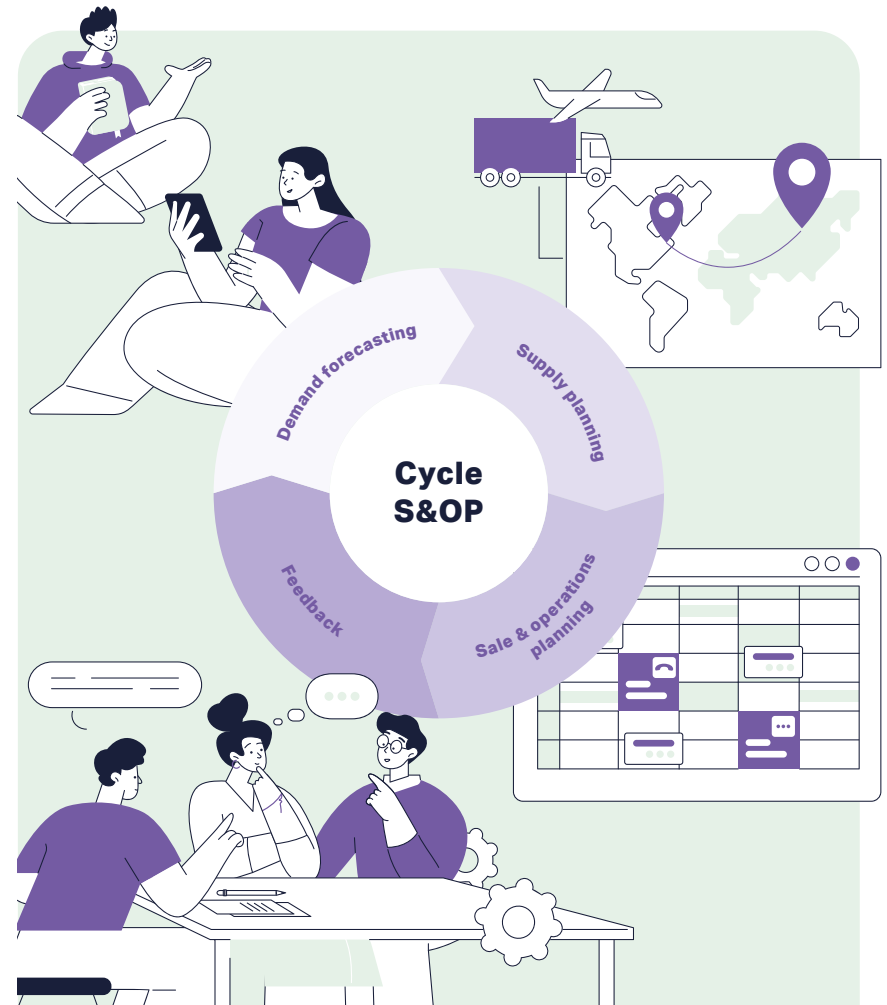 Demand forecasting
Supply planning
Cycle
S&OP
Sale & operations
planning
Feedback